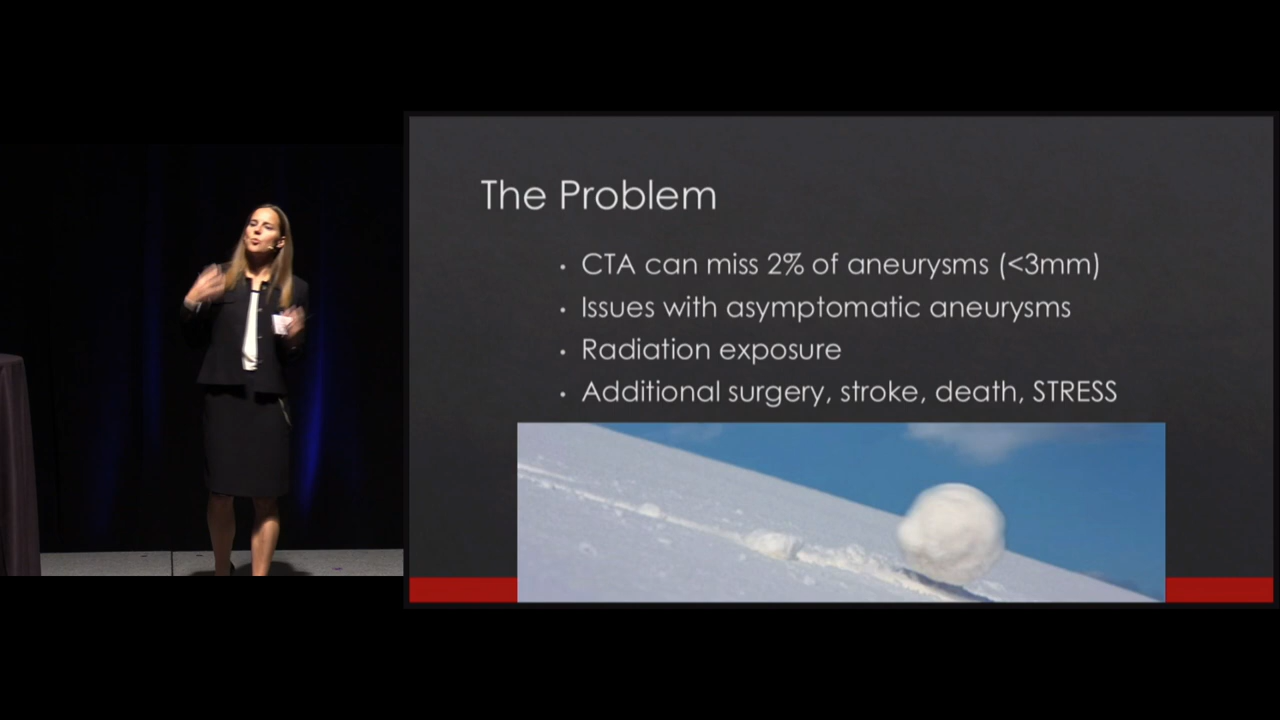 The Problem
• CTA can miss 2% of aneurysms (<3mm)
• Issues with asymptomatic aneurysms
• Radiation exposure
• Additional surgery, stroke, death, STRESS